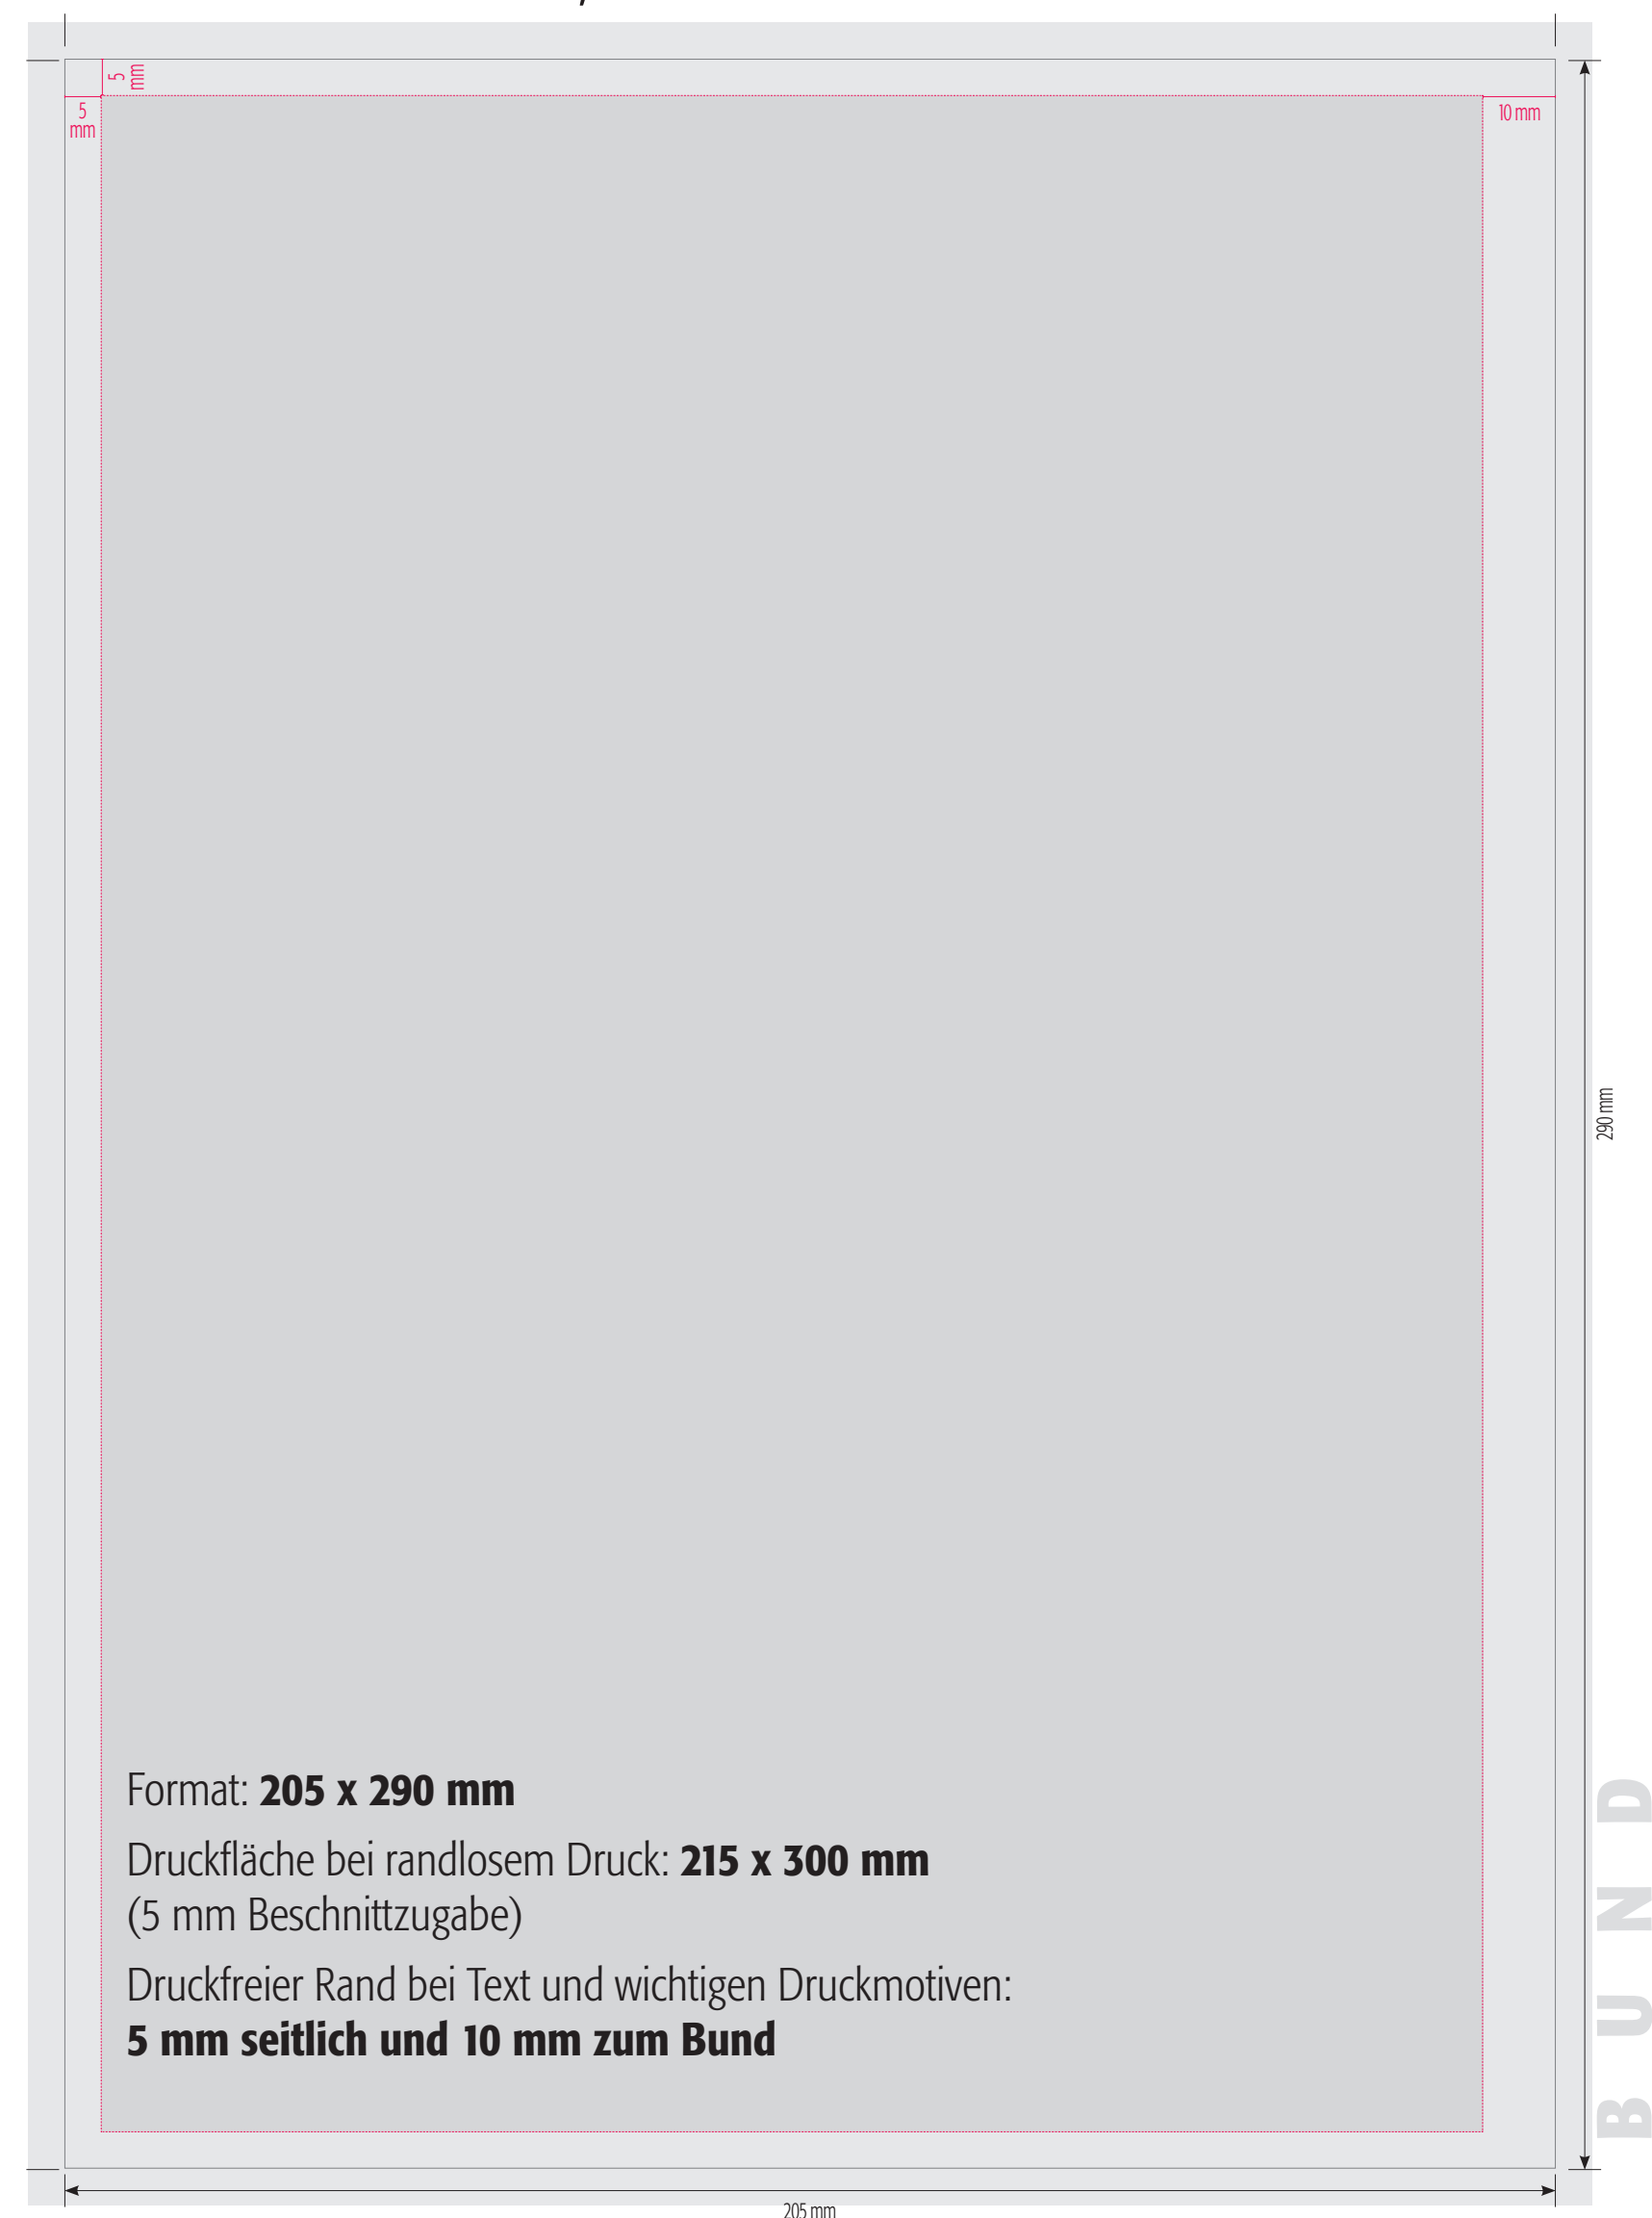 5
mm
5
mm
10 mm
290 mm
Format: 205 x 290 mm
Druckfläche bei randlosem Druck: 215 x 300 mm
(5 mm Beschnittzugabe)
Druckfreier Rand bei Text und wichtigen Druckmotiven:
5 mm seitlich und 10 mm zum Bund
BUND
205 mm